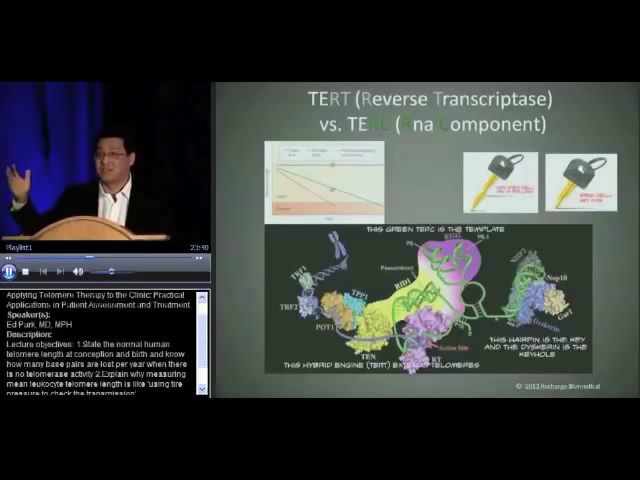 TERT (Reverse Transcriptase)
vs. TERC (Rna Component)
THIS GREEN TERC IS THE TEMPLATE
TRF1
TRF2
POT1
TPP1
TEN
Pseudoknot
RBD1
RT
Active Site
NHP2
Nop10
Gar1
Dyskerin
THIS HAIRPIN IS THE KEY
AND THE DYSKERIN IS THE
KEYHOLE
THIS HYBRID ENGINE (TERT) EXTENDS TELOMERES
© 2012 Recharge Biomedical
Playlist1
23:40
Applying Telomere Therapy to the Clinic: Practical
Applications in Patient Assessment and Treatment
Speaker(s):
Ed Park, MD, MPH
Description:
Lecture objectives: 1.State the normal human
telomere length at conception and birth and know
how many base pairs are lost per year when
there is no telomerase activity 2.Explain why measuring
mean leukocyte telomere length is like 'using tire
pressure to check the transmission'